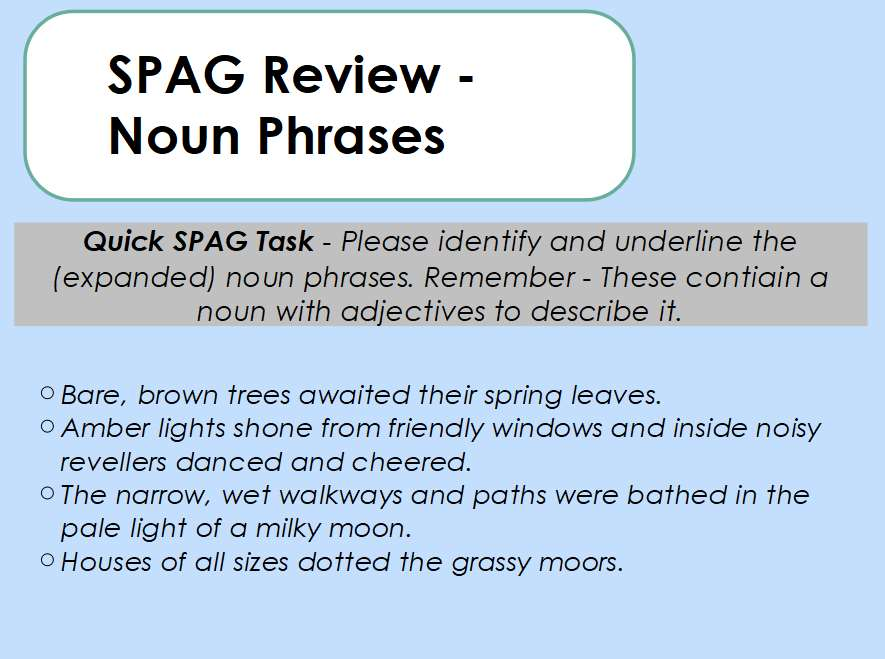 SPAG Review -
Noun Phrases
Quick SPAG Task - Please identify and underline the
(expanded) noun phrases. Remember - These contiain a
noun with adjectives to describe it.
Bare, brown trees awaited their spring leaves.
Amber lights shone from friendly windows and inside noisy
revellers danced and cheered.
The narrow, wet walkways and paths were bathed in the
pale light of a milky moon.
Houses of all sizes dotted the grassy moors.